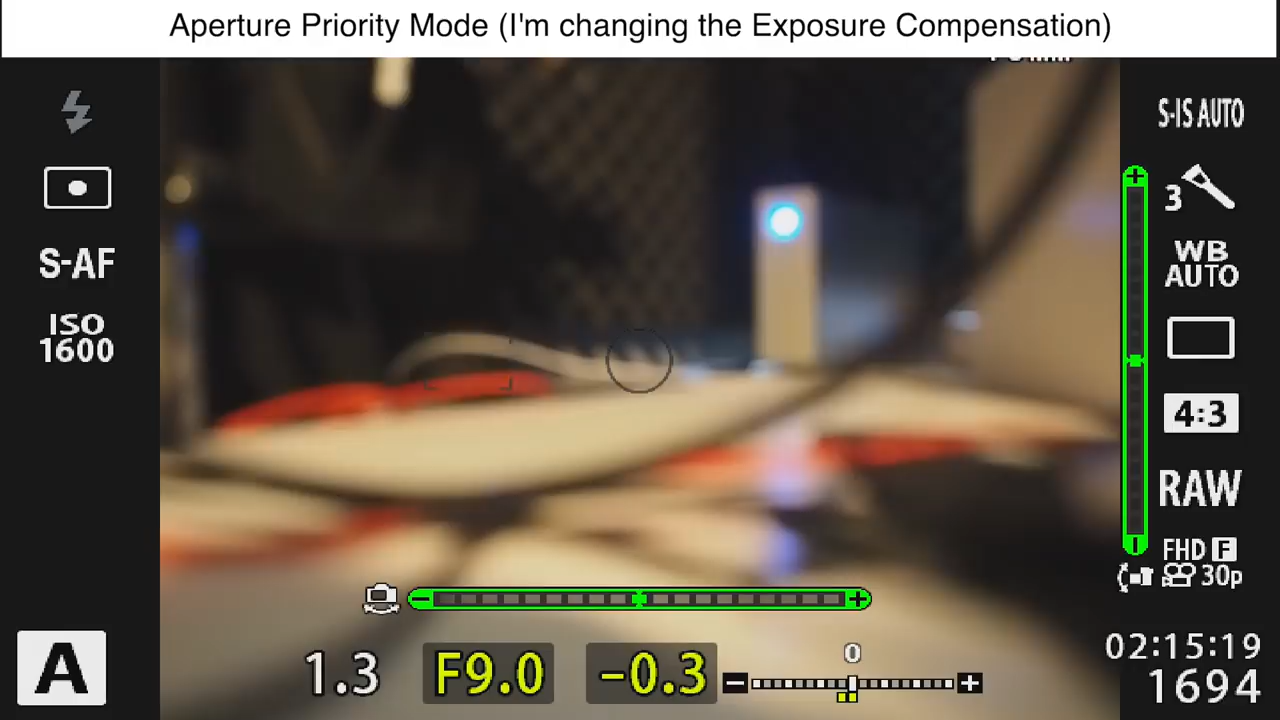 Aperture Priority Mode (I'm changing the Exposure Compensation)
S-IS AUTO
3
WB
AUTO
S-AF
ISO
1600
4:3
RAW
FHD F
30p
A
1.3
F9.0
-0.3
0
02:15:19
1694